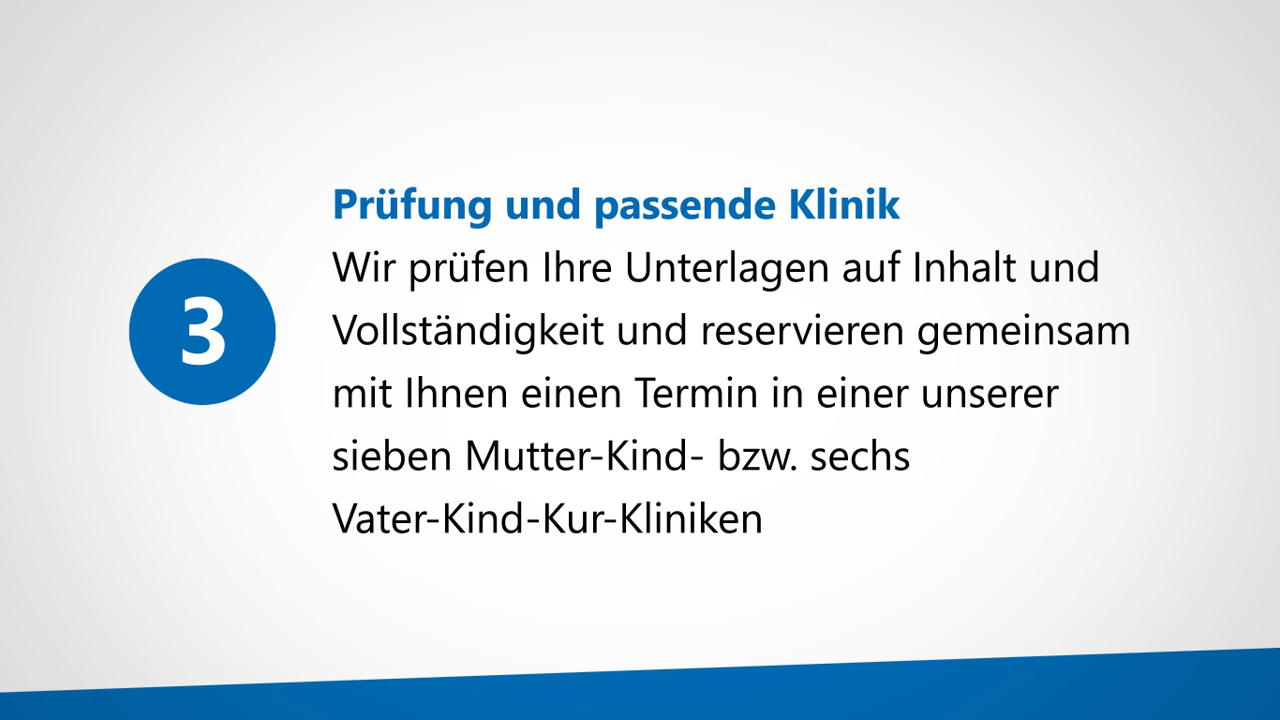 3
Prüfung und passende Klinik
Wir prüfen Ihre Unterlagen auf Inhalt und
Vollständigkeit und reservieren gemeinsam
mit Ihnen einen Termin in einer unserer
sieben Mutter-Kind- bzw. sechs
Vater-Kind-Kur-Kliniken